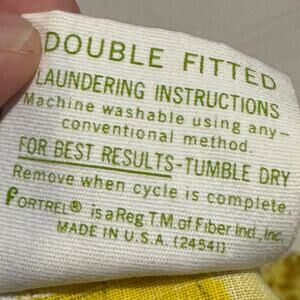 DOUBLE FITTED
LAUNDERING INSTRUCTIONS
Machine washable using any-
conventional method.
FOR BEST RESULTS-TUMBLE DRY
Remove when cycle is complete.
FORTREL® is a Reg. T.M. of Fiber Ind., Inc.
MADE IN U.S.A. (24541)